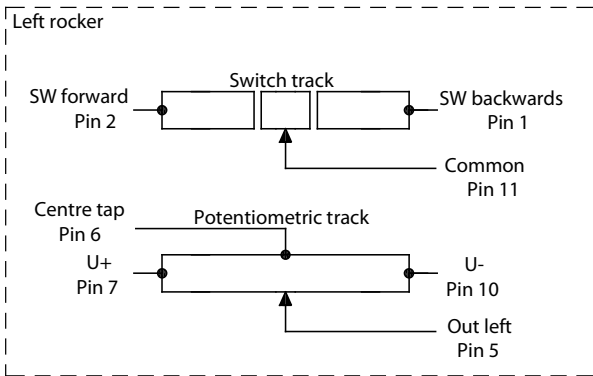 Left rocker
Switch track
SW forward
Pin 2
SW backwards
Pin 1
Common
Pin 11
Centre tap
Pin 6
Potentiometric track
U+
Pin 7
U-
Pin 10
Out left
Pin 5